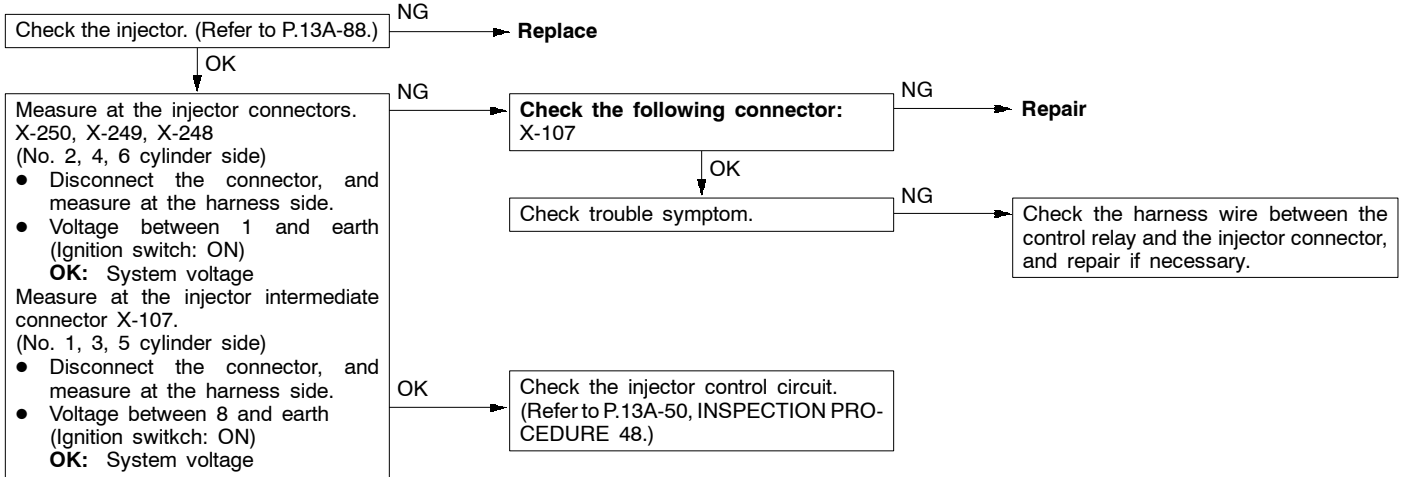 Check the injector. (Refer to P.13A-88.)
NG
Replace
OK
Measure at the injector connectors.
X-250, X-249, X-248
(No. 2, 4, 6 cylinder side)
● Disconnect the connector, and
measure at the harness side.
● Voltage between 1 and earth
(Ignition switch: ON)
OK: System voltage
Measure at the injector intermediate
connector X-107.
(No. 1, 3, 5 cylinder side)
● Disconnect the connector, and
measure at the harness side.
● Voltage between 8 and earth
(Ignition switkch: ON)
OK: System voltage
NG
Check the following connector:
X-107
NG
Repair
OK
Check trouble symptom.
NG
Check the harness wire between the
control relay and the injector connector,
and repair if necessary.
OK
Check the injector control circuit.
(Refer to P.13A-50, INSPECTION PRO-
CEDURE 48.)